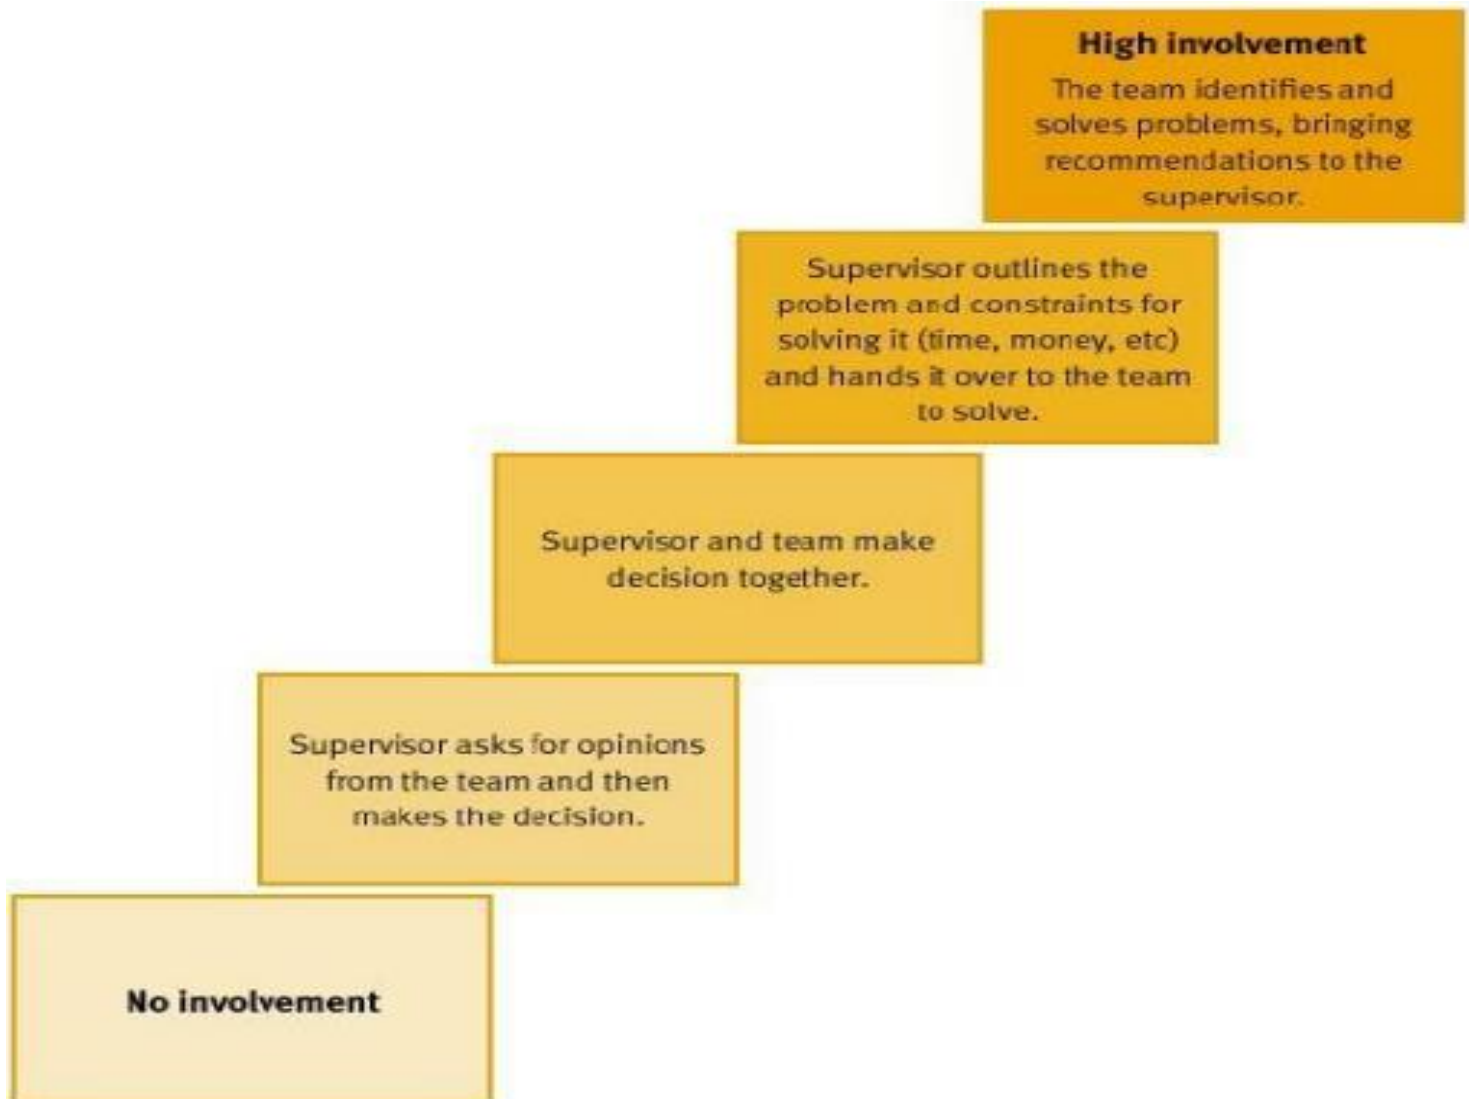 High involvement
The team identifies and
solves problems, bringing
recommendations to the
supervisor.
Supervisor outlines the
problem and constraints for
solving it (time, money, etc)
and hands it over to the team
to solve.
Supervisor and team make
decision together.
Supervisor asks for opinions
from the team and then
makes the decision.
No involvement